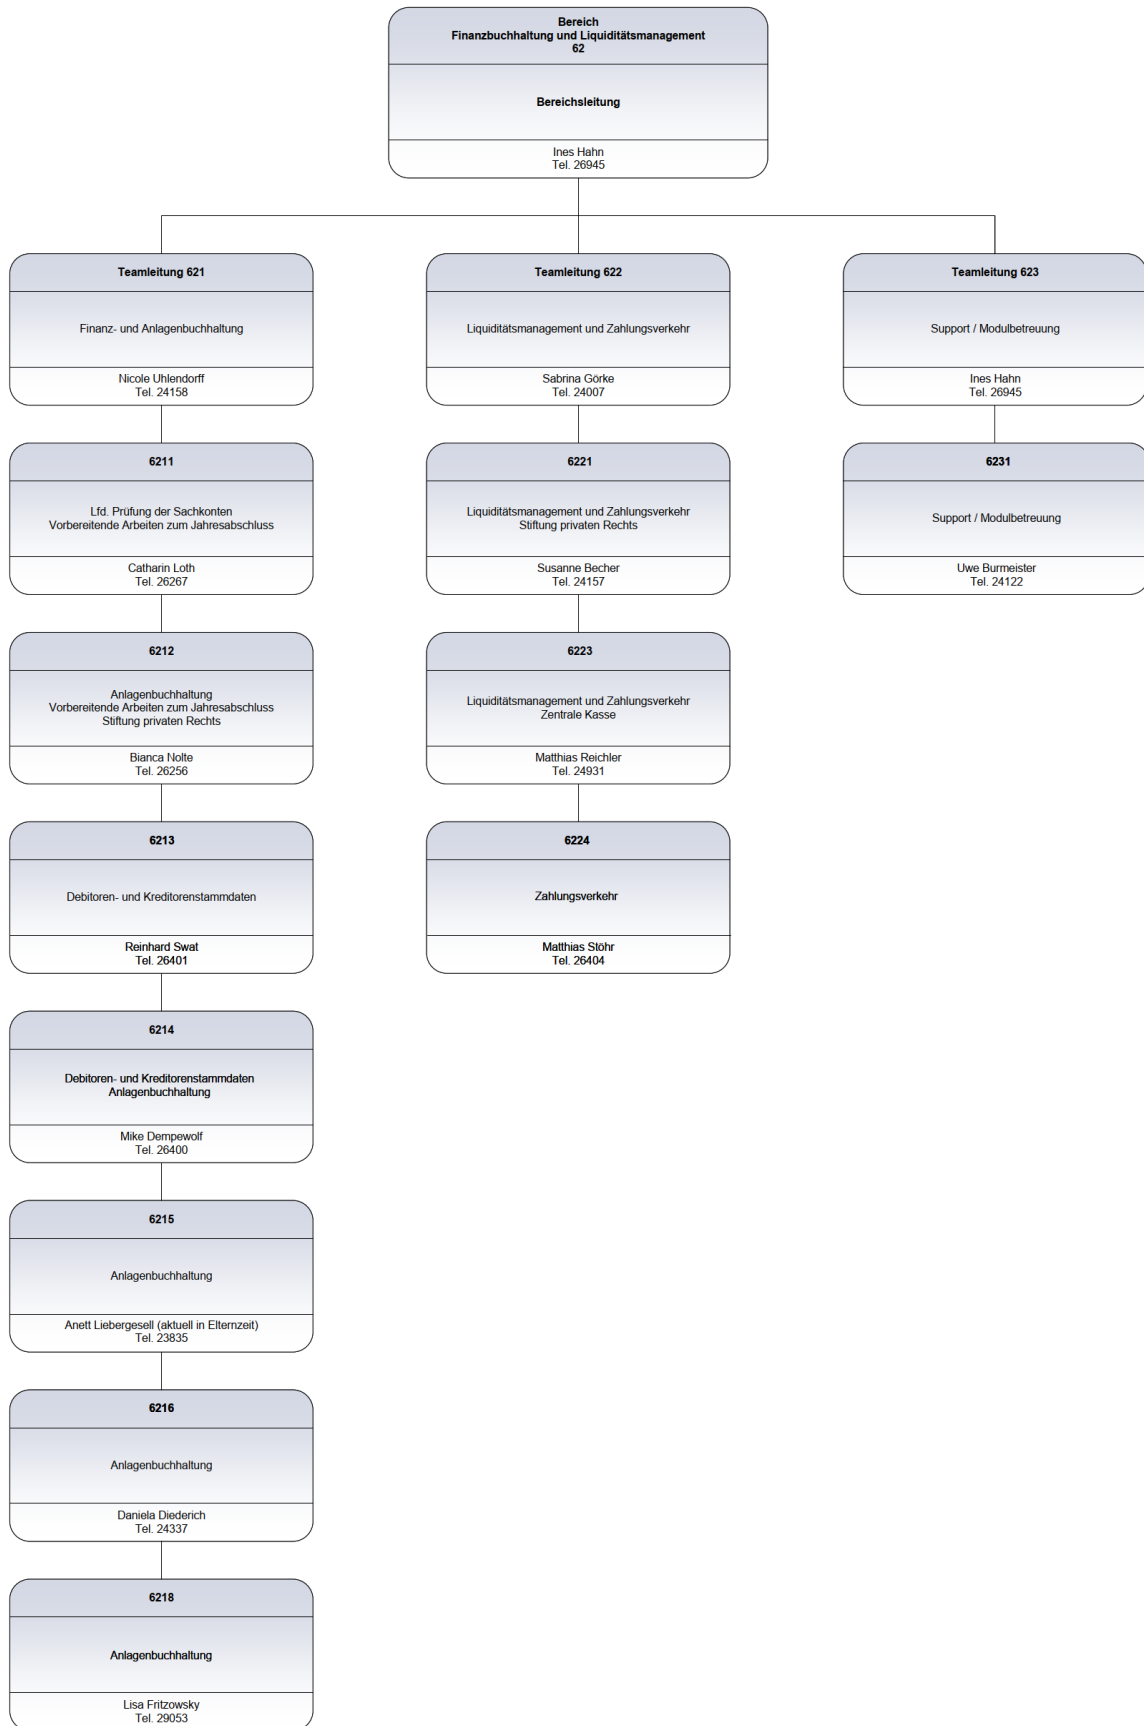 Bereich
Finanzbuchhaltung und Liquiditätsmanagement
62
Bereichsleitung
Ines Hahn
Tel. 26945
Teamleitung 621
Finanz- und Anlagenbuchhaltung
Nicole Uhlendorff
Tel. 24158
6211
Lfd. Prüfung der Sachkonten
Vorbereitende Arbeiten zum Jahresabschluss
Catharin Loth
Tel. 26267
6212
Anlagenbuchhaltung
Vorbereitende Arbeiten zum Jahresabschluss
Stiftung privaten Rechts
Bianca Nolte
Tel. 26256
6213
Debitoren- und Kreditorenstammdaten
Reinhard Swat
Tel. 26401
6214
Debitoren- und Kreditorenstammdaten
Anlagenbuchhaltung
Mike Dempewolf
Tel. 26400
6215
Anlagenbuchhaltung
Anett Liebergesell (aktuell in Elternzeit)
Tel. 23835
6216
Anlagenbuchhaltung
Daniela Diederich
Tel. 24337
6218
Anlagenbuchhaltung
Lisa Fritzowsky
Tel. 29053
Teamleitung 622
Liquiditätsmanagement und Zahlungsverkehr
Sabrina Görke
Tel. 24007
6221
Liquiditätsmanagement und Zahlungsverkehr
Stiftung privaten Rechts
Susanne Becher
Tel. 24157
6223
Liquiditätsmanagement und Zahlungsverkehr
Zentrale Kasse
Matthias Reichler
Tel. 24931
6224
Zahlungsverkehr
Matthias Stöhr
Tel. 26404
Teamleitung 623
Support / Modulbetreuung
Ines Hahn
Tel. 26945
6231
Support / Modulbetreuung
Uwe Burmeister
Tel. 24122